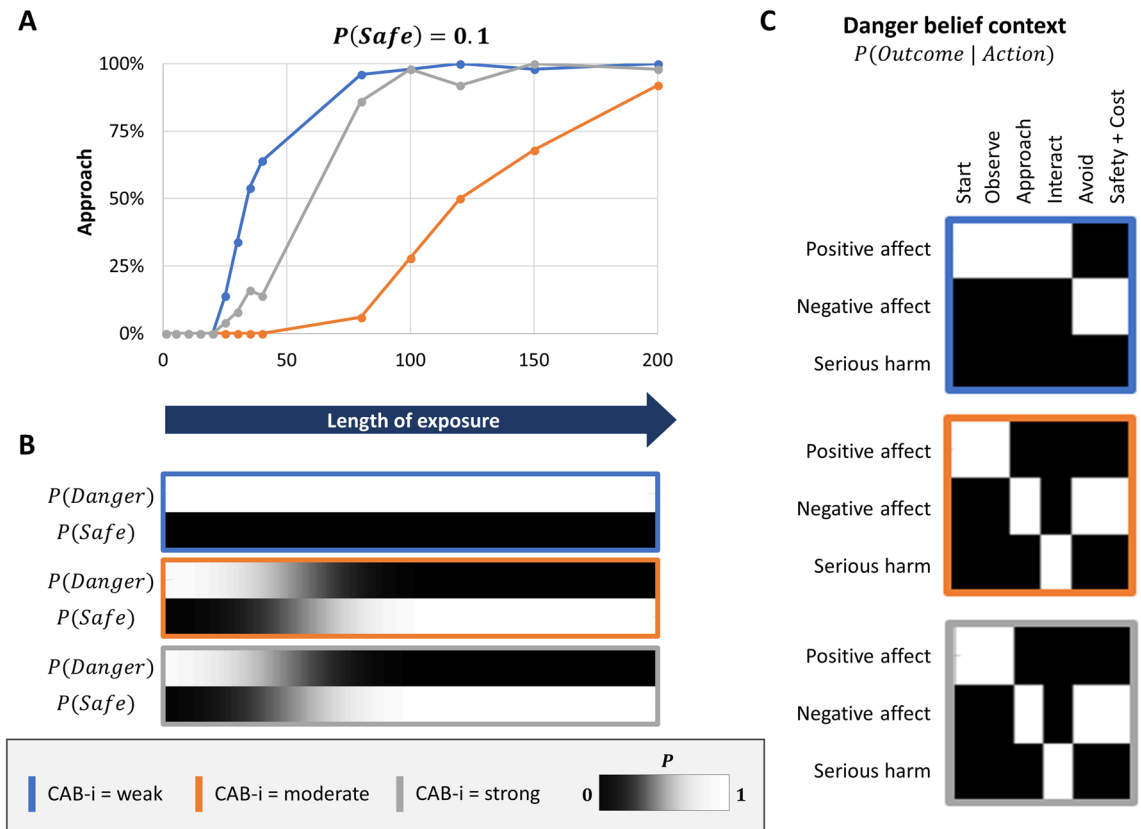 A
P(Safe) = 0.1
100%
75%
50%
25%
0%
Approach
0
50
100
150
200
Length of exposure
B
P(Danger)
P(Safe)
P(Danger)
P(Safe)
P(Danger)
P(Safe)
CAB-i = weak
CAB-i = moderate
CAB-i = strong
P
0
1
C
Danger belief context
P(Outcome | Action)
Start
Observe
Approach
Interact
Avoid
Safety + Cost
Positive affect
Negative affect
Serious harm
Positive affect
Negative affect
Serious harm
Positive affect
Negative affect
Serious harm